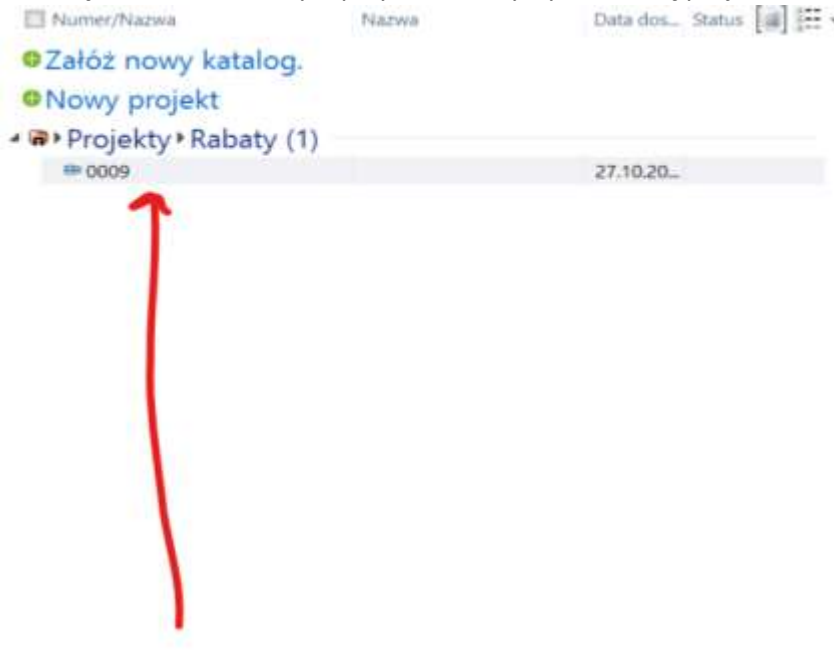 Numer/Nazwa Nazwa Data dos... Status
Załóż nowy katalog.
Nowy projekt
Projekty Rabaty (1)
0009 27.10.20...